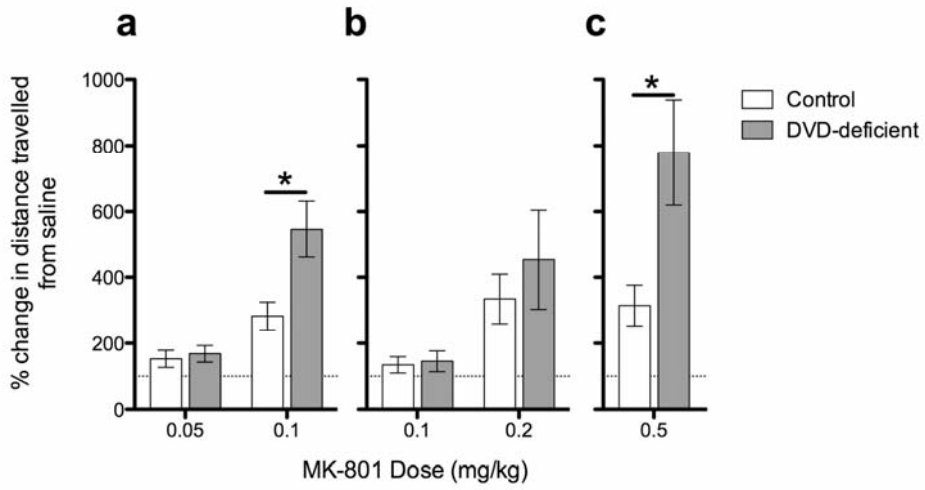 a
b
c
% change in distance travelled
from saline
1000
800
600
400
200
0
*
*
Control
DVD-deficient
0.05
0.1
0.1
0.2
0.5
MK-801 Dose (mg/kg)